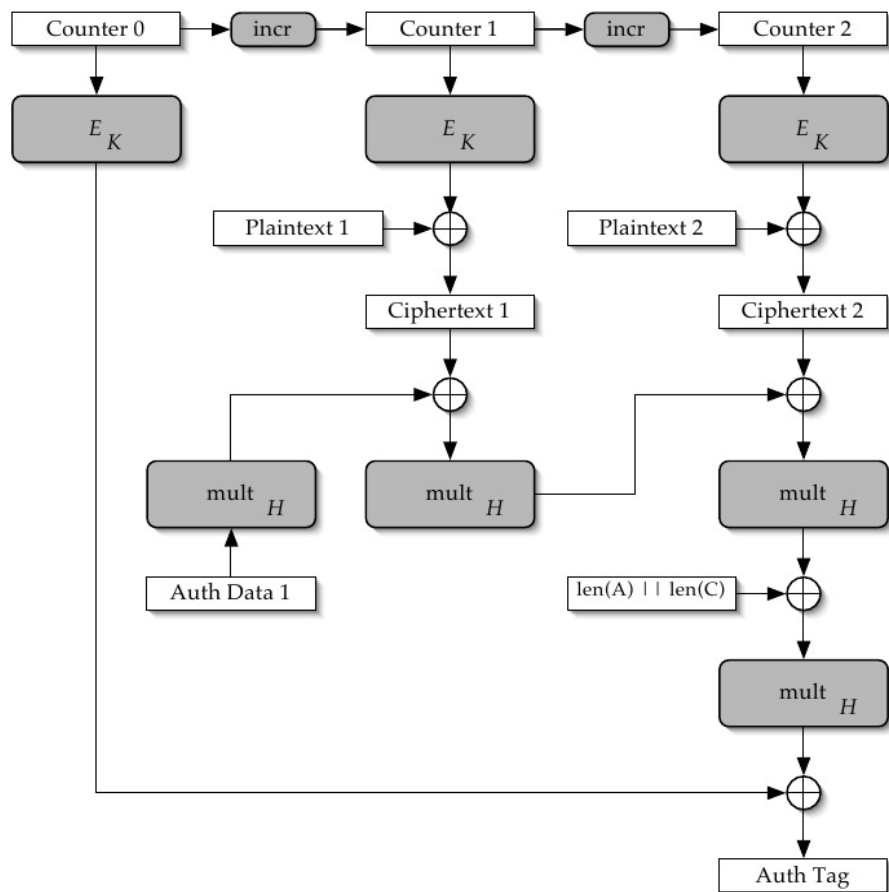 Counter 0
incr
Counter 1
incr
Counter 2
E K
E K
E K
Plaintext 1
Plaintext 2
Ciphertext 1
Ciphertext 2
mult H
mult H
mult H
Auth Data 1
len(A) || len(C)
mult H
Auth Tag